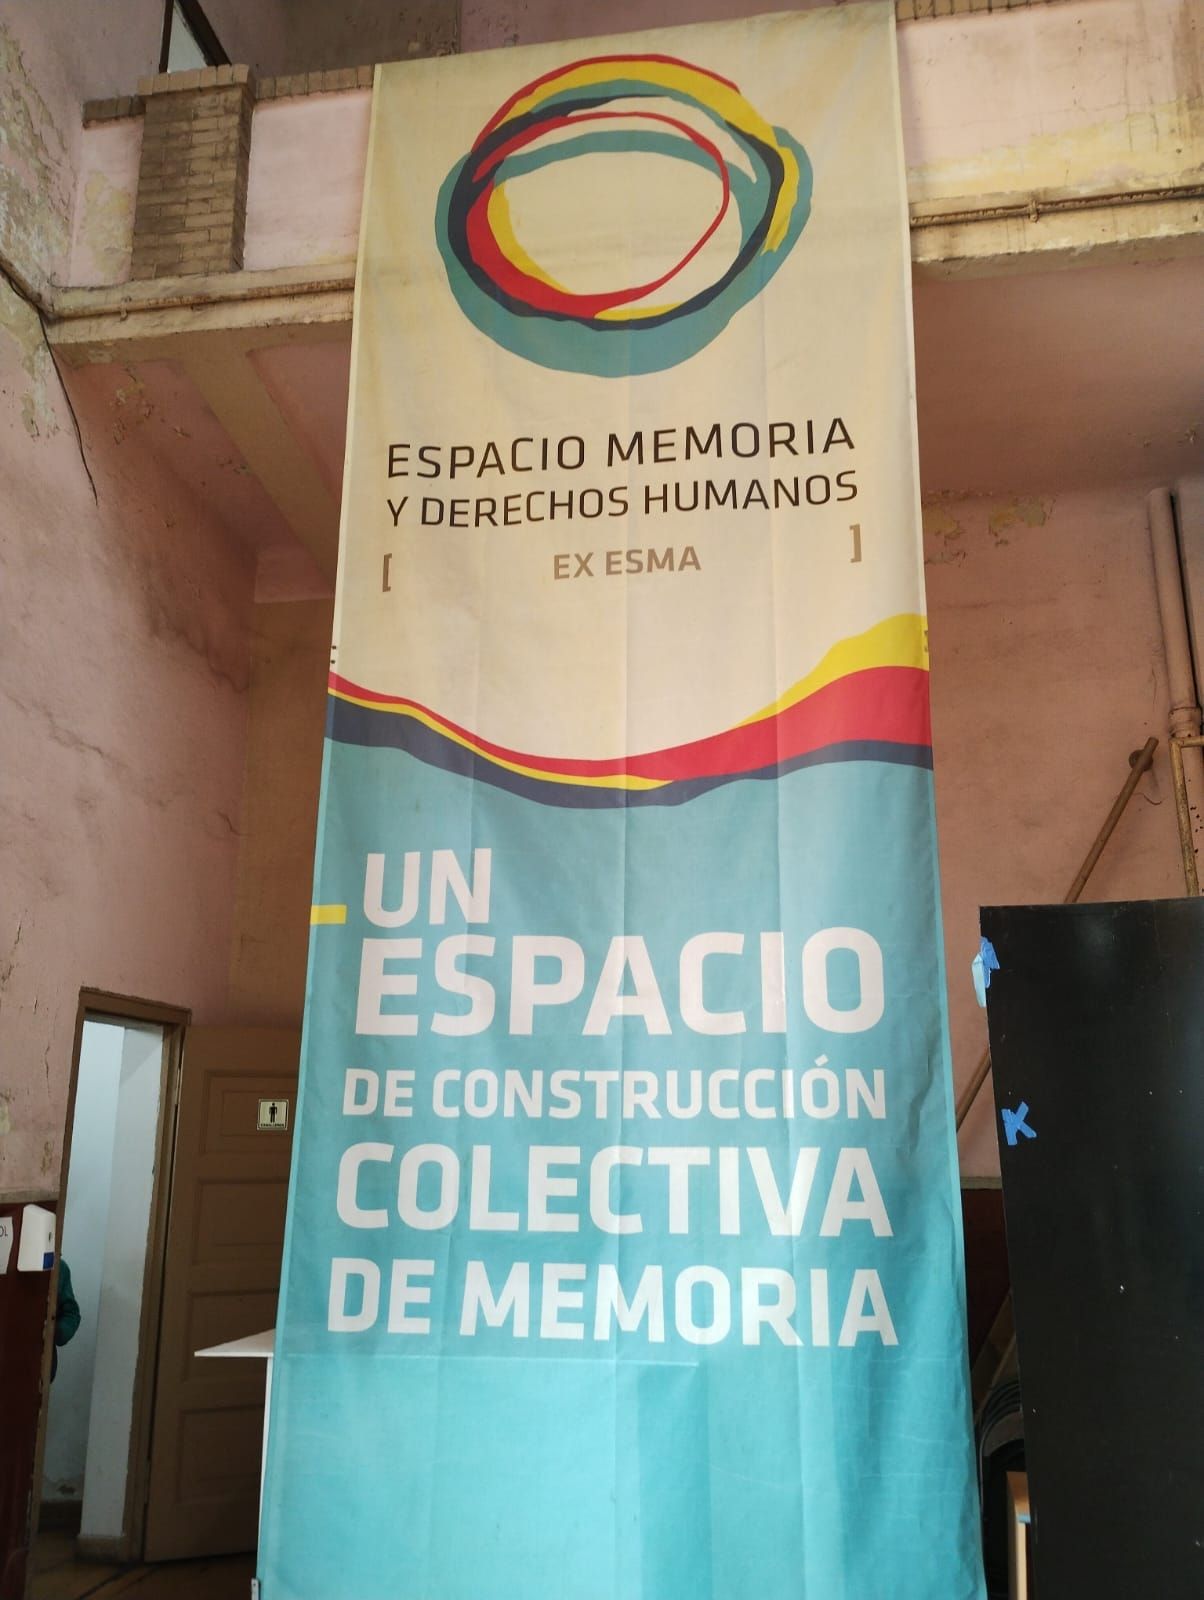 ESPACIO MEMORIA
Y DERECHOS HUMANOS
[ EX ESMA ]
UN
ESPACIO
DE CONSTRUCCIÓN
COLECTIVA
DE MEMORIA